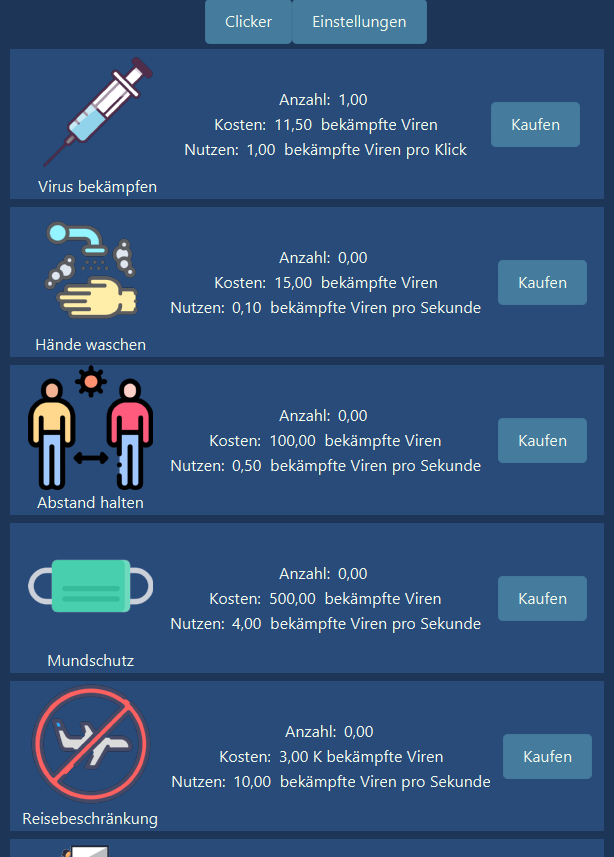 Clicker Einstellungen
Anzahl: 1,00
Kosten: 11,50 bekämpfte Viren
Nutzen: 1,00 bekämpfte Viren pro Klick
Kaufen
Virus bekämpfen
Anzahl: 0,00
Kosten: 15,00 bekämpfte Viren
Nutzen: 0,10 bekämpfte Viren pro Sekunde
Kaufen
Hände waschen
Anzahl: 0,00
Kosten: 100,00 bekämpfte Viren
Nutzen: 0,50 bekämpfte Viren pro Sekunde
Kaufen
Abstand halten
Anzahl: 0,00
Kosten: 500,00 bekämpfte Viren
Nutzen: 4,00 bekämpfte Viren pro Sekunde
Kaufen
Mundschutz
Anzahl: 0,00
Kosten: 3,00 K bekämpfte Viren
Nutzen: 10,00 bekämpfte Viren pro Sekunde
Kaufen
Reisebeschränkung